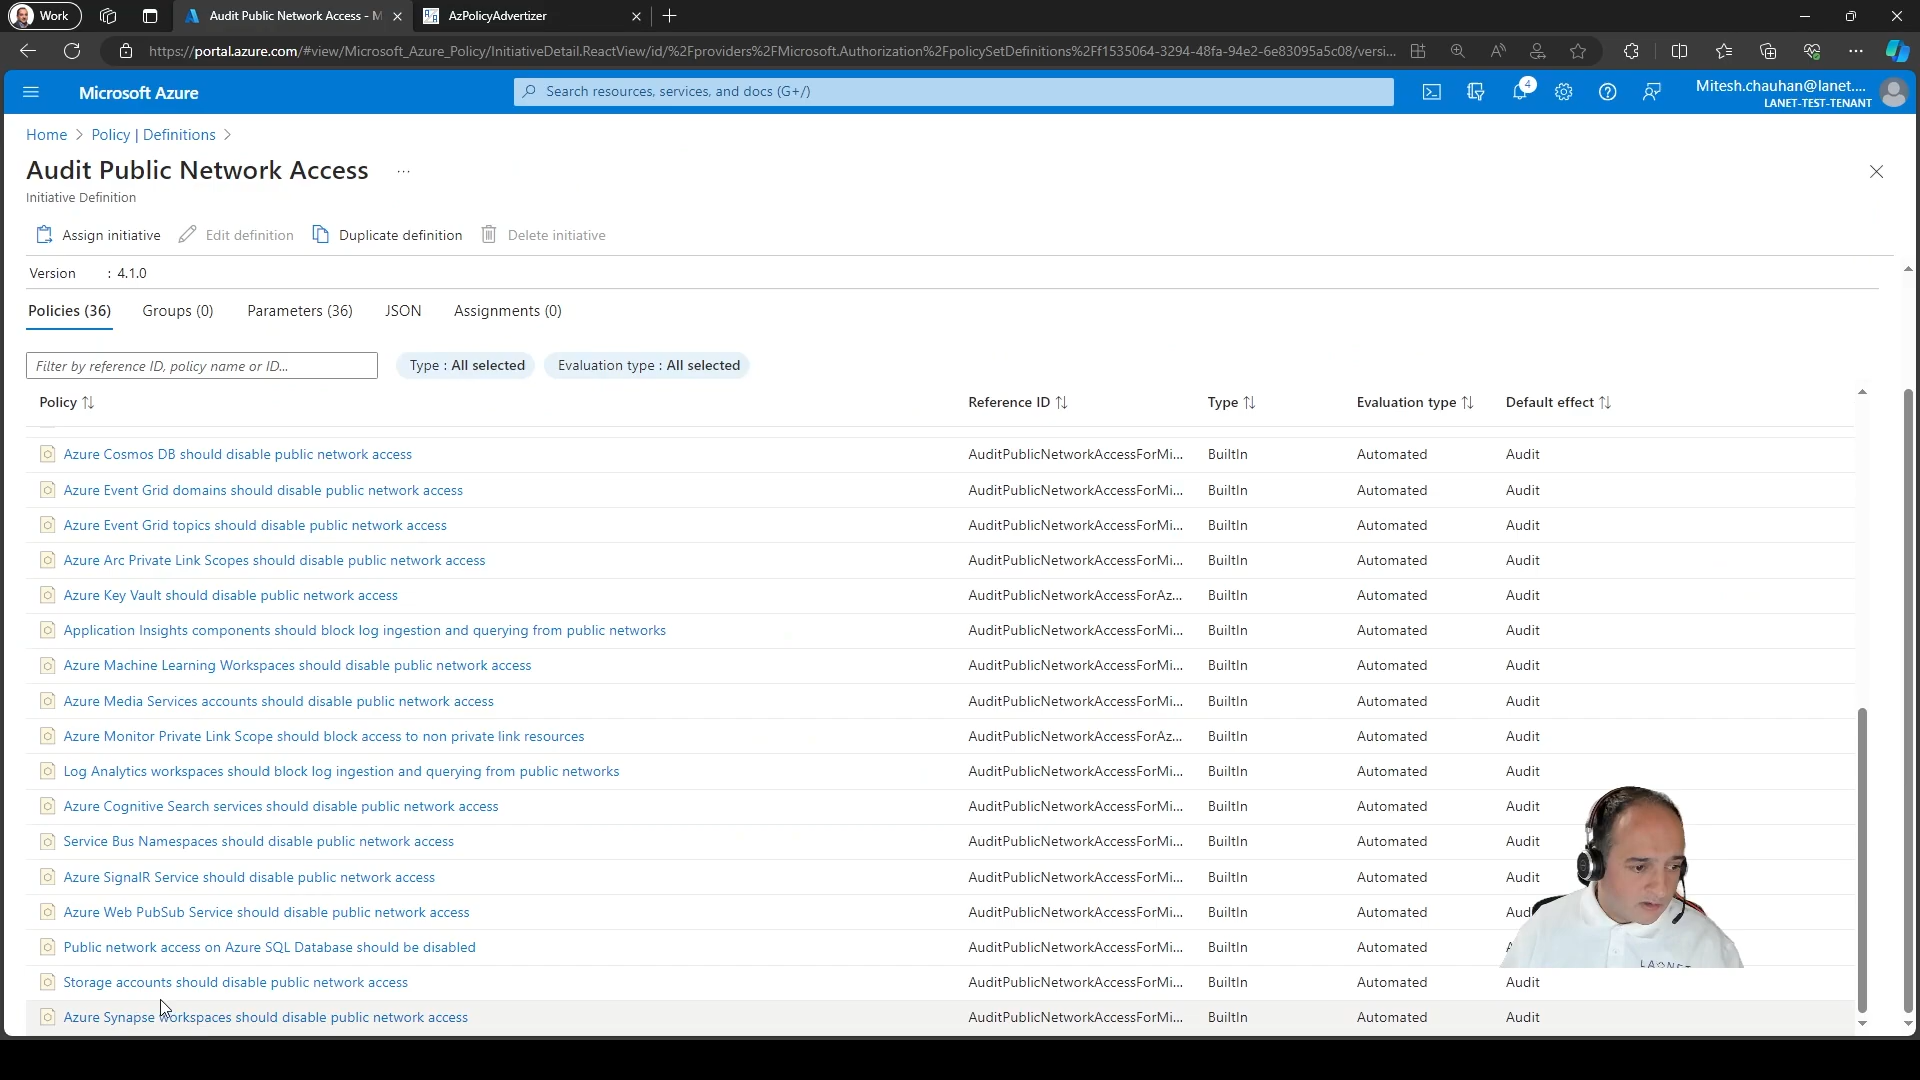 Work
Audit Public Network Access - M
AzPolicyAdvertizer
https://portal.azure.com/#view/Microsoft_Azure_Policy/InitiativeDetail.ReactView/id/%2Fproviders%2FMicrosoft.Authorization%2FpolicySetDefinitions%2Ff1535064-3294-48fa-94e2-6e83095a5c08/versi...
Microsoft Azure
Search resources, services, and docs (G+/)
4
Mitesh.chauhan@lanet....
LANET-TEST-TENANT
Home > Policy | Definitions >
Audit Public Network Access ...
Initiative Definition
Assign initiative Edit definition Duplicate definition Delete initiative
Version : 4.1.0
Policies (36) Groups (0) Parameters (36) JSON Assignments (0)
Filter by reference ID, policy name or ID... Type : All selected Evaluation type : All selected
Policy Reference ID Type Evaluation type Default effect
Azure Cosmos DB should disable public network access AuditPublicNetworkAccessForMi... BuiltIn Automated Audit
Azure Event Grid domains should disable public network access AuditPublicNetworkAccessForMi... BuiltIn Automated Audit
Azure Event Grid topics should disable public network access AuditPublicNetworkAccessForMi... BuiltIn Automated Audit
Azure Arc Private Link Scopes should disable public network access AuditPublicNetworkAccessForMi... BuiltIn Automated Audit
Azure Key Vault should disable public network access AuditPublicNetworkAccessForAz... BuiltIn Automated Audit
Application Insights components should block log ingestion and querying from public networks AuditPublicNetworkAccessForMi... BuiltIn Automated Audit
Azure Machine Learning Workspaces should disable public network access AuditPublicNetworkAccessForMi... BuiltIn Automated Audit
Azure Media Services accounts should disable public network access AuditPublicNetworkAccessForMi... BuiltIn Automated Audit
Azure Monitor Private Link Scope should block access to non private link resources AuditPublicNetworkAccessForAz... BuiltIn Automated Audit
Log Analytics workspaces should block log ingestion and querying from public networks AuditPublicNetworkAccessForMi... BuiltIn Automated Audit
Azure Cognitive Search services should disable public network access AuditPublicNetworkAccessForMi... BuiltIn Automated Audit
Service Bus Namespaces should disable public network access AuditPublicNetworkAccessForMi... BuiltIn Automated Audit
Azure SignalR Service should disable public network access AuditPublicNetworkAccessForMi... BuiltIn Automated Audit
Azure Web PubSub Service should disable public network access AuditPublicNetworkAccessForMi... BuiltIn Automated Aud
Public network access on Azure SQL Database should be disabled AuditPublicNetworkAccessForMi... BuiltIn Automated
Storage accounts should disable public network access AuditPublicNetworkAccessForMi... BuiltIn Automated Audit
Azure Synapse workspaces should disable public network access AuditPublicNetworkAccessForMi... BuiltIn Automated Audit